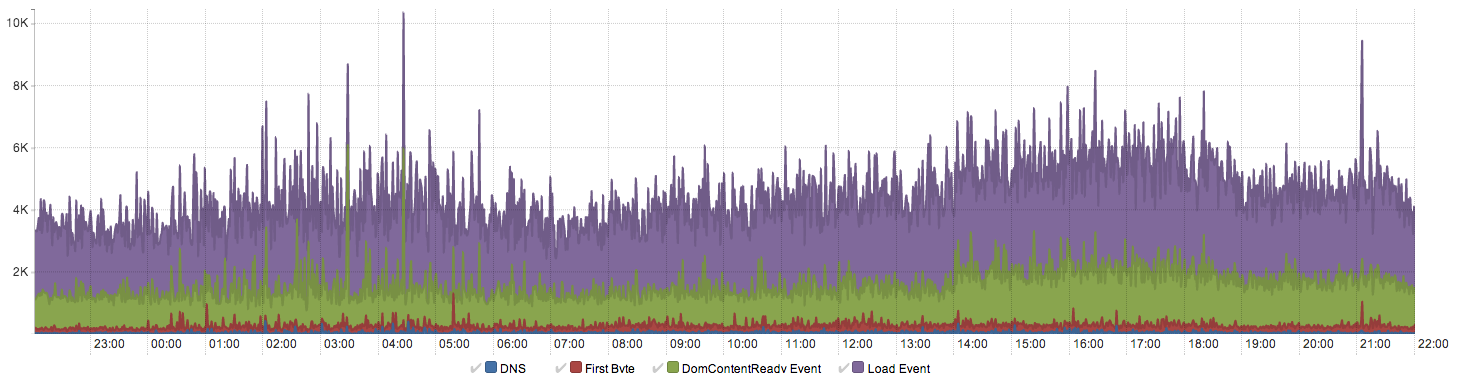 10K
8K
6K
4K
2K
23:00 00:00 01:00 02:00 03:00 04:00 05:00 06:00 07:00 08:00 09:00 10:00 11:00 12:00 13:00 14:00 15:00 16:00 17:00 18:00 19:00 20:00 21:00 22:00
DNS First Byte DomContentReady Event Load Event